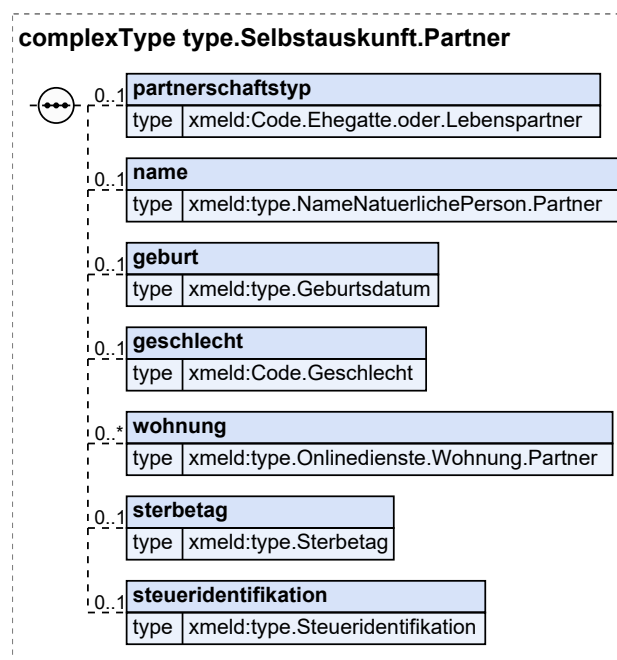 complexType type.Selbstauskunft.Partner
0..1 partnerschaftstyp
type xmeld:Code.Ehegatte.oder.Lebenspartner
0..1 name
type xmeld:type.NameNatuerlichePerson.Partner
0..1 geburt
type xmeld:type.Geburtsdatum
0..1 geschlecht
type xmeld:Code.Geschlecht
0..* wohnung
type xmeld:type.Onlinedienste.Wohnung.Partner
0..1 sterbetag
type xmeld:type.Sterbetag
0..1 steueridentifikation
type xmeld:type.Steueridentifikation